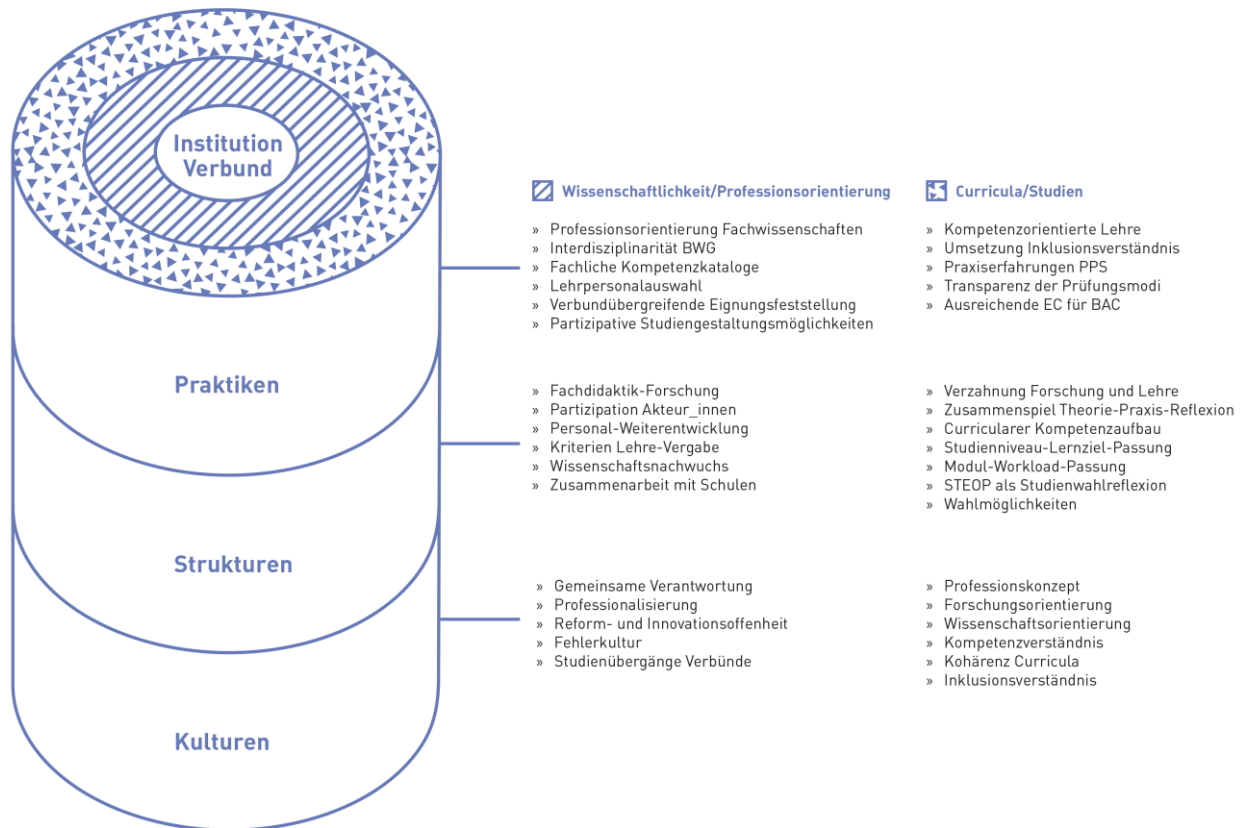 Institution
Verbund
Praktiken
Strukturen
Kulturen
Wissenschaftlichkeit/Professionsorientierung
» Professionsorientierung Fachwissenschaften
» Interdisziplinarität BWG
» Fachliche Kompetenzkataloge
» Lehrpersonalauswahl
» Verbundübergreifende Eignungsfeststellung
» Partizipative Studiengestaltungsmöglichkeiten
» Fachdidaktik-Forschung
» Partizipation Akteur_innen
» Personal-Weiterentwicklung
» Kriterien Lehre-Vergabe
» Wissenschaftsnachwuchs
» Zusammenarbeit mit Schulen
» Gemeinsame Verantwortung
» Professionalisierung
» Reform- und Innovationsoffenheit
» Fehlerkultur
» Studienübergänge Verbünde
Curricula/Studien
» Kompetenzorientierte Lehre
» Umsetzung Inklusionsverständnis
» Praxiserfahrungen PPS
» Transparenz der Prüfungsmodi
» Ausreichende EC für BAC
» Verzahnung Forschung und Lehre
» Zusammenspiel Theorie-Praxis-Reflexion
» Curricularer Kompetenzaufbau
» Studienniveau-Lernziel-Passung
» Modul-Workload-Passung
» STEOP als Studienwahlreflexion
» Wahlmöglichkeiten
» Professionskonzept
» Forschungsorientierung
» Wissenschaftsorientierung
» Kompetenzverständnis
» Kohärenz Curricula
» Inklusionsverständnis